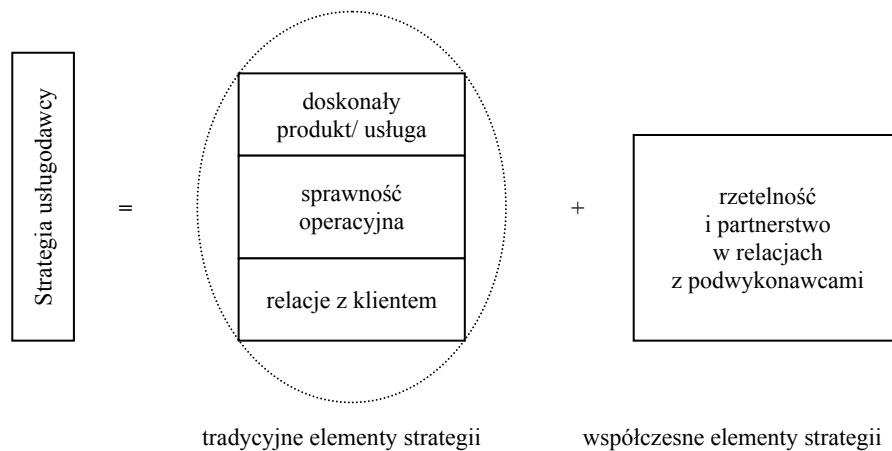 Strategia usługodawcy
=
doskonały
produkt/ usługa
sprawność
operacyjna
relacje z klientem
+
rzetelność
i partnerstwo
w relacjach
z podwykonawcami
tradycyjne elementy strategii
współczesne elementy strategii